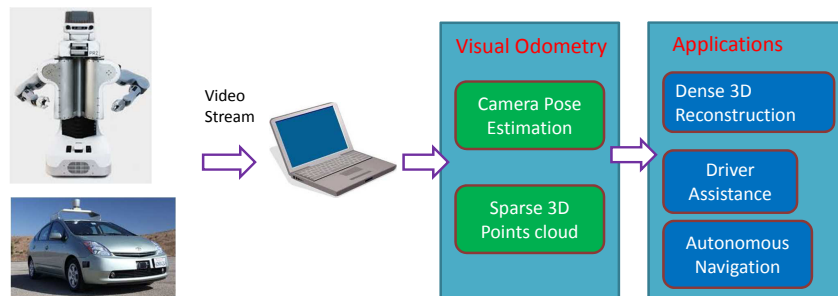 PR2
Video
Stream
Visual Odometry
Camera Pose
Estimation
Sparse 3D
Points cloud
Applications
Dense 3D
Reconstruction
Driver
Assistance
Autonomous
Navigation